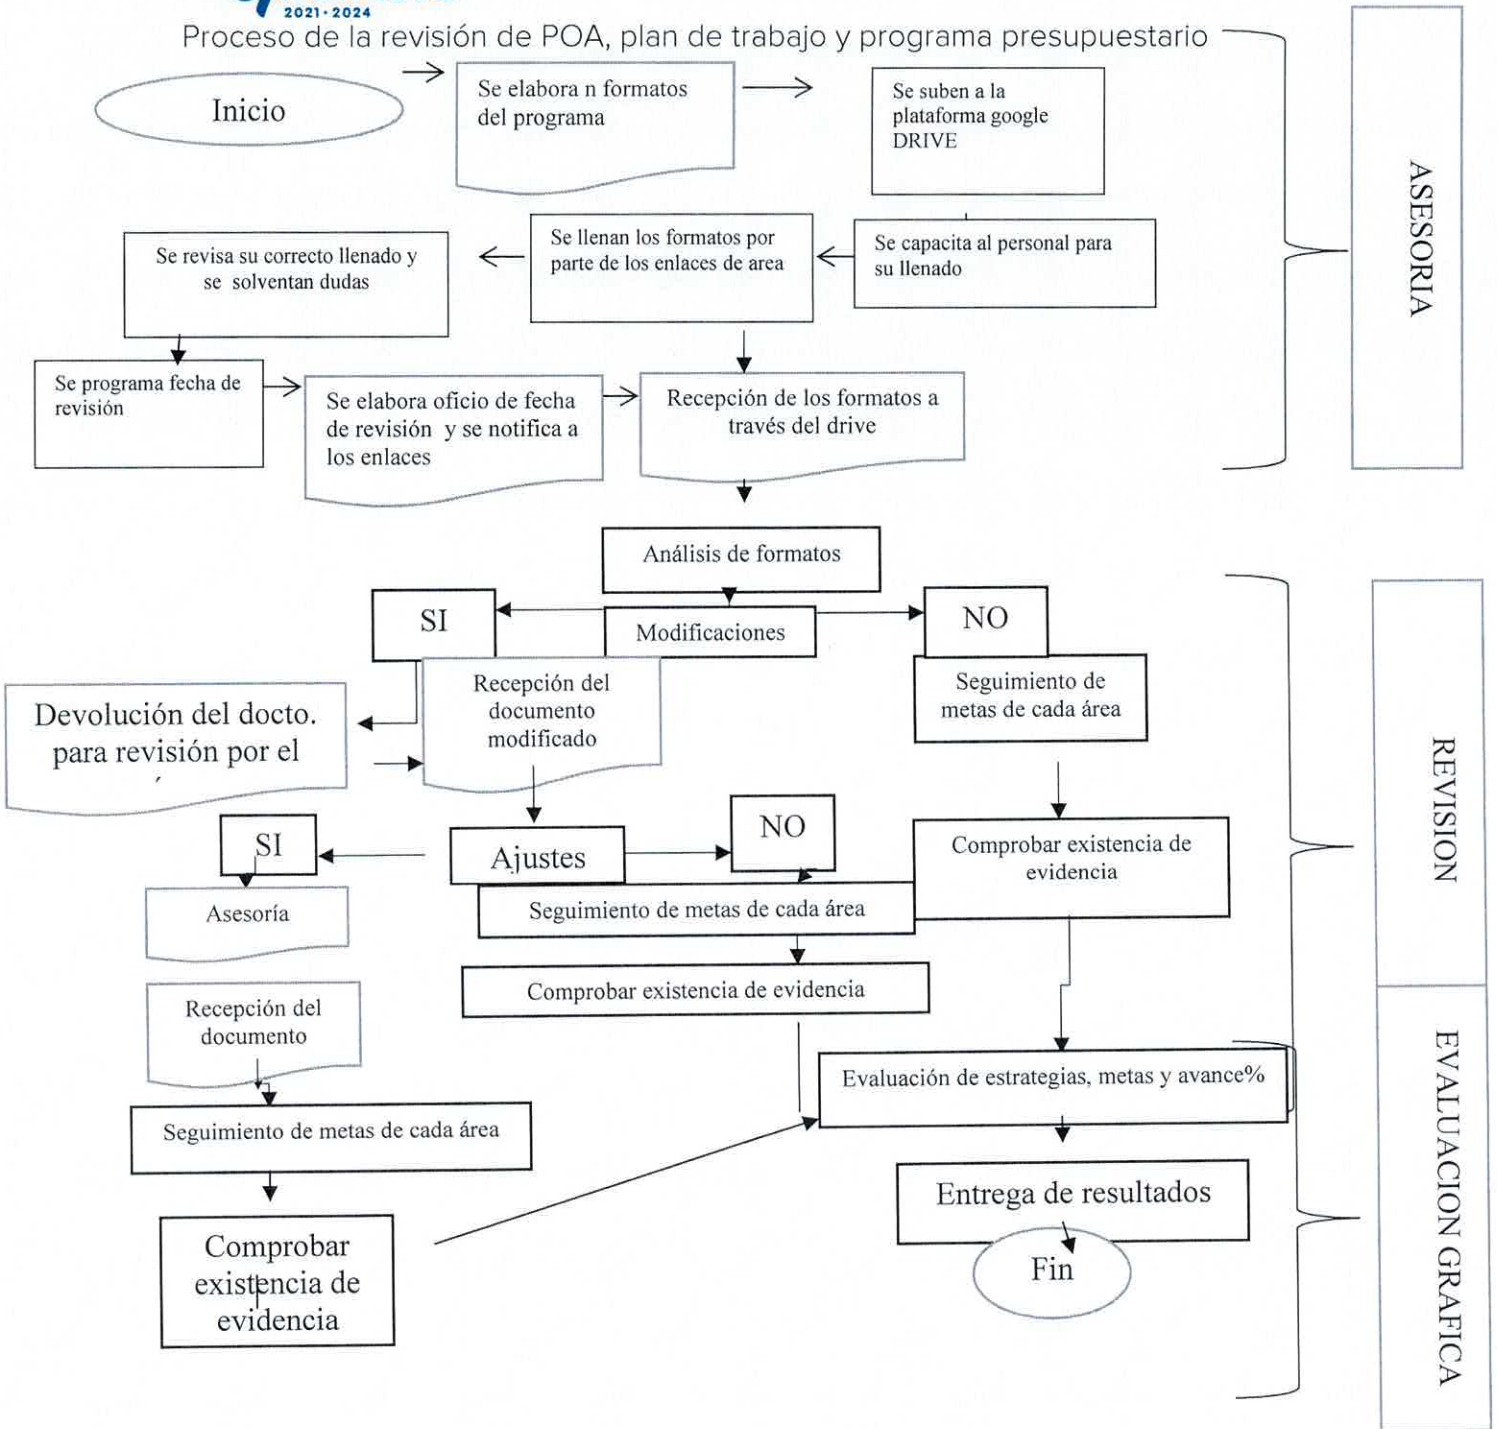 2021 - 2024
Proceso de la revisión de POA, plan de trabajo y programa presupuestario
Inicio
Se elabora n formatos
del programa
Se suben a la
plataforma google
DRIVE
ASESORIA
Se revisa su correcto llenado y
se solventan dudas
Se llenan los formatos por
parte de los enlaces de area
Se capacita al personal para
su llenado
Se programa fecha de
revisión
Se elabora oficio de fecha
de revisión y se notifica a
los enlaces
Recepción de los formatos a
través del drive
Análisis de formatos
SI
Modificaciones
NO
Devolución del docto.
para revisión por el
Recepción del
documento
modificado
Seguimiento de
metas de cada área
REVISION
SI
Ajustes
NO
Comprobar existencia de
evidencia
Asesoría
Seguimiento de metas de cada área
Comprobar existencia de evidencia
Recepción del
documento
Evaluación de estrategias, metas y avance%
Seguimiento de metas de cada área
Entrega de resultados
Comprobar
existencia de
evidencia
Fin
EVALUACION GRAFICA